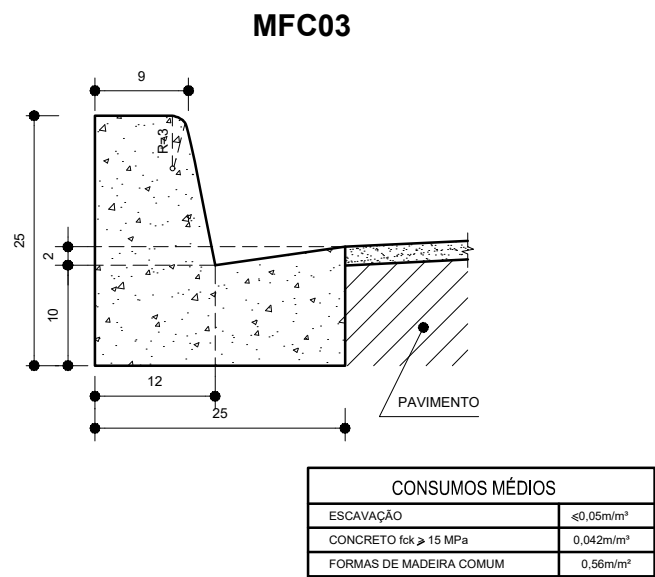 MFC03
9
R=3
25
2
10
12
25
PAVIMENTO
CONSUMOS MÉDIOS
ESCAVAÇÃO ⩽0,05m/m³
CONCRETO fck ⩾ 15 MPa 0,042m/m³
FORMAS DE MADEIRA COMUM 0,56m/m²